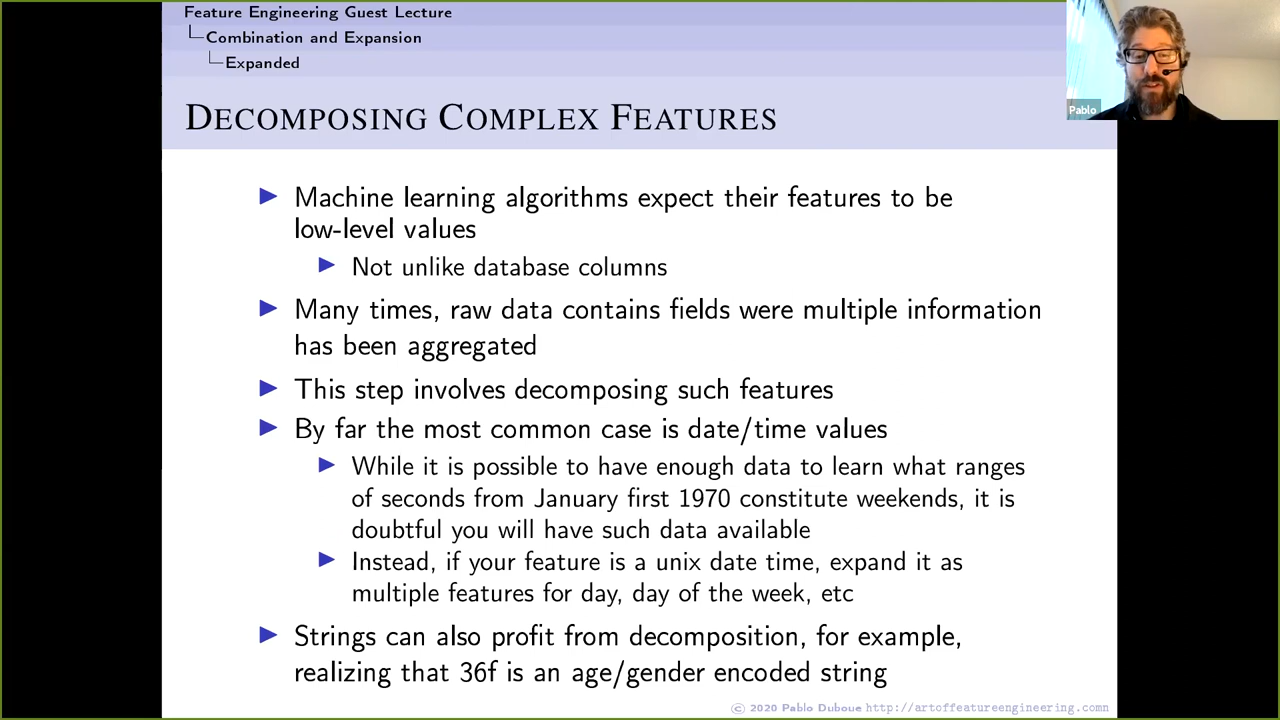 Feature Engineering Guest Lecture
Combination and Expansion
Expanded
DECOMPOSING COMPLEX FEATURES
Pablo
Machine learning algorithms expect their features to be
low-level values
Not unlike database columns
Many times, raw data contains fields were multiple information
has been aggregated
This step involves decomposing such features
By far the most common case is date/time values
While it is possible to have enough data to learn what ranges
of seconds from January first 1970 constitute weekends, it is
doubtful you will have such data available
Instead, if your feature is a unix date time, expand it as
multiple features for day, day of the week, etc
Strings can also profit from decomposition, for example,
realizing that 36f is an age/gender encoded string
© 2020 Pablo Duboue http://artoffeatureengineering.comn